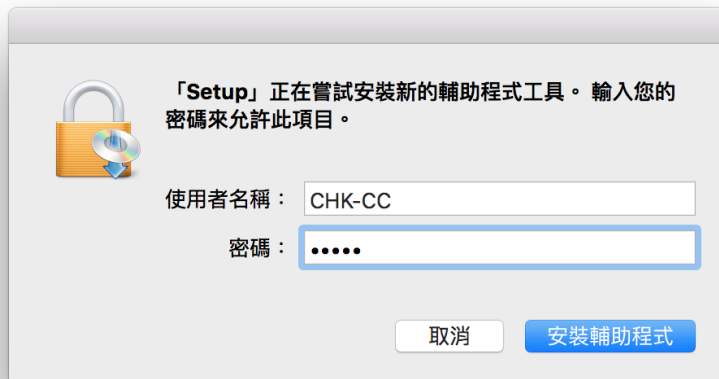 「Setup」正在嘗試安裝新的輔助程式工具。 輸入您的
密碼來允許此項目。
使用者名稱： CHK-CC
密碼： •••••
取消 安裝輔助程式